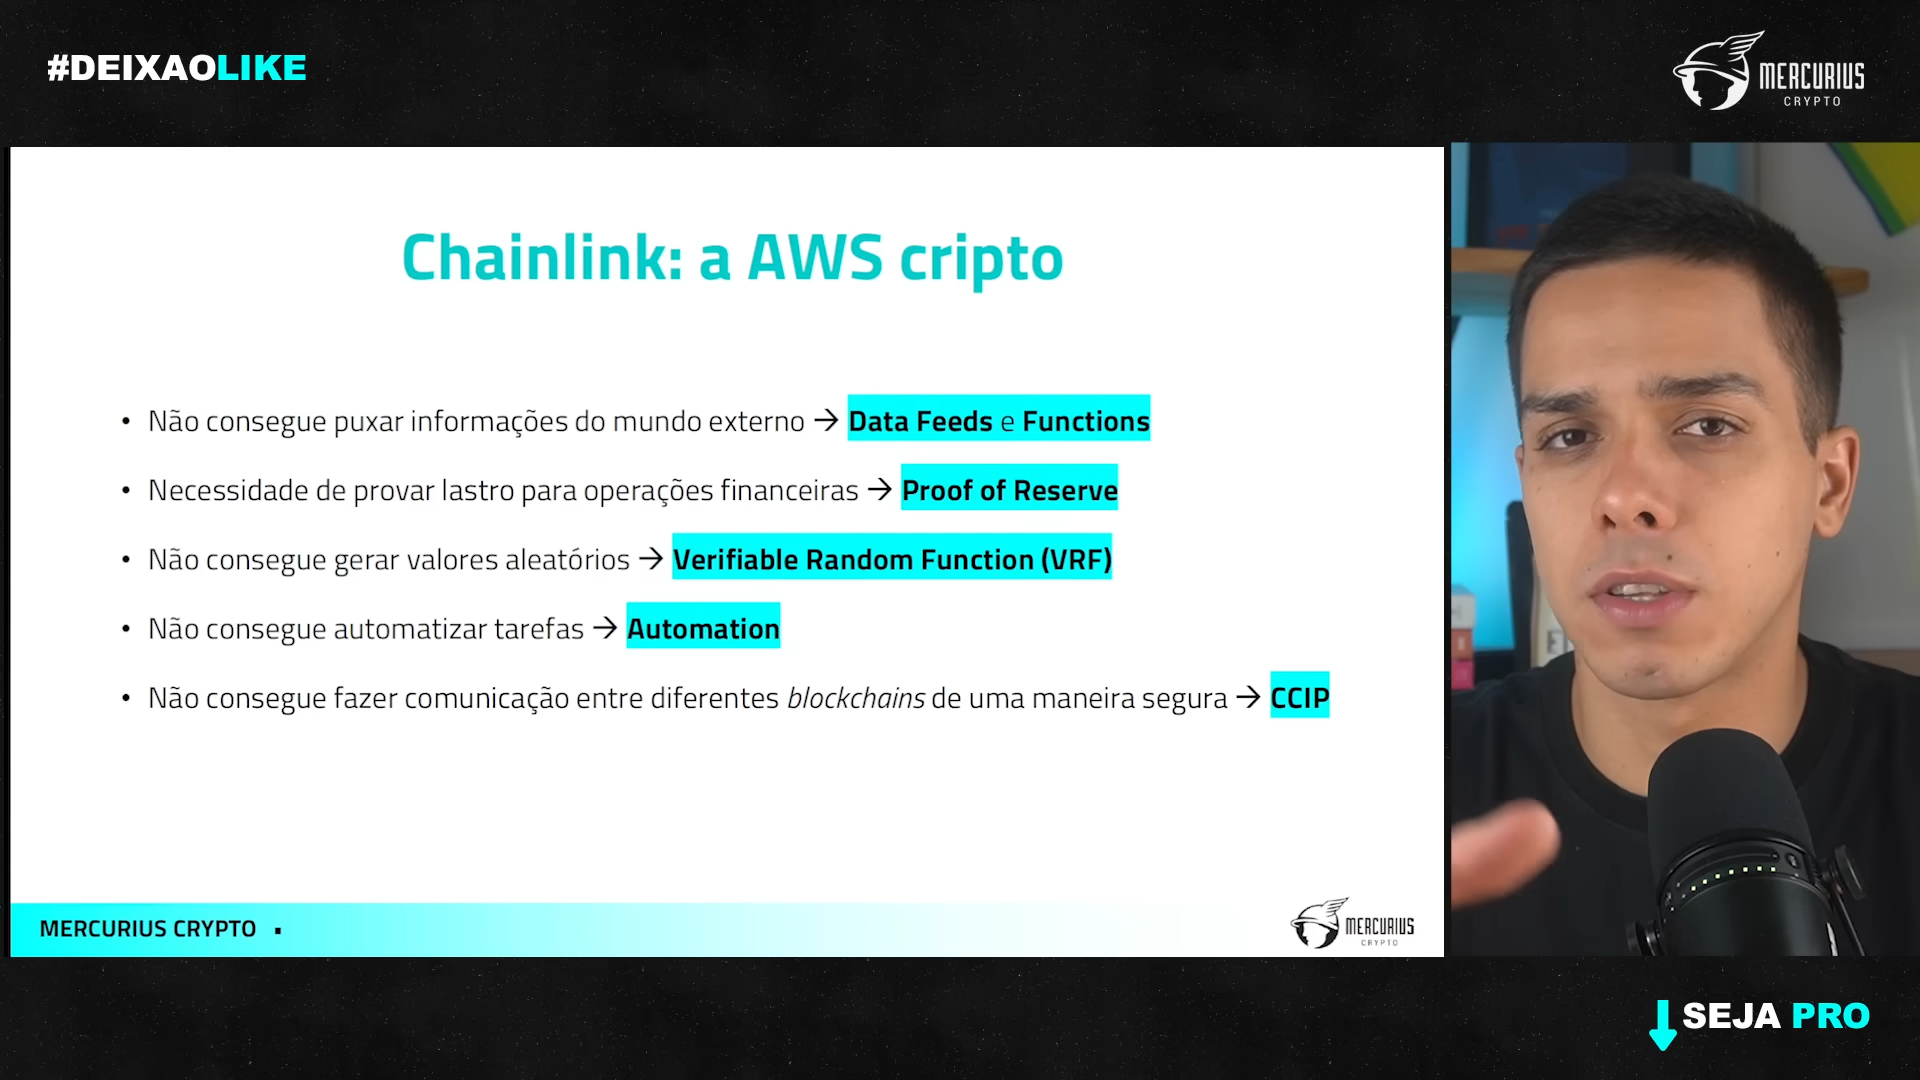 #DEIXAOLIKE
MERCURIUS
CRYPTO
Chainlink: a AWS cripto
• Não consegue puxar informações do mundo externo → Data Feeds e Functions
• Necessidade de provar lastro para operações financeiras → Proof of Reserve
• Não consegue gerar valores aleatórios → Verifiable Random Function (VRF)
• Não consegue automatizar tarefas → Automation
• Não consegue fazer comunicação entre diferentes blockchains de uma maneira segura → CCIP
MERCURIUS CRYPTO ▪
MERCURIUS
CRYPTO
SEJA PRO